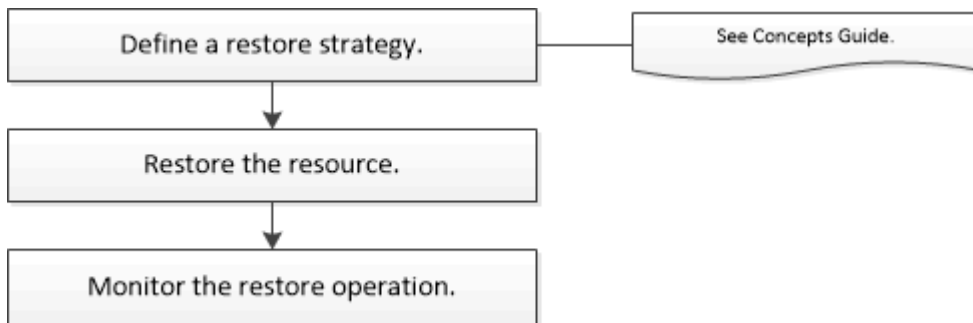 Define a restore strategy.
See Concepts Guide.
Restore the resource.
Monitor the restore operation.